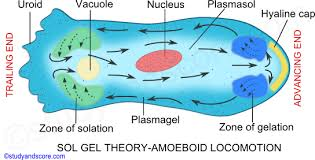 Uroid
Vacuole
Nucleus
Plasmasol
Hyaline cap
TRAILING END
ADVANCING END
Plasmagel
Zone of solation
Zone of gelation
SOL GEL THEORY-AMOEBOID LOCOMOTION
©studyandscore.com